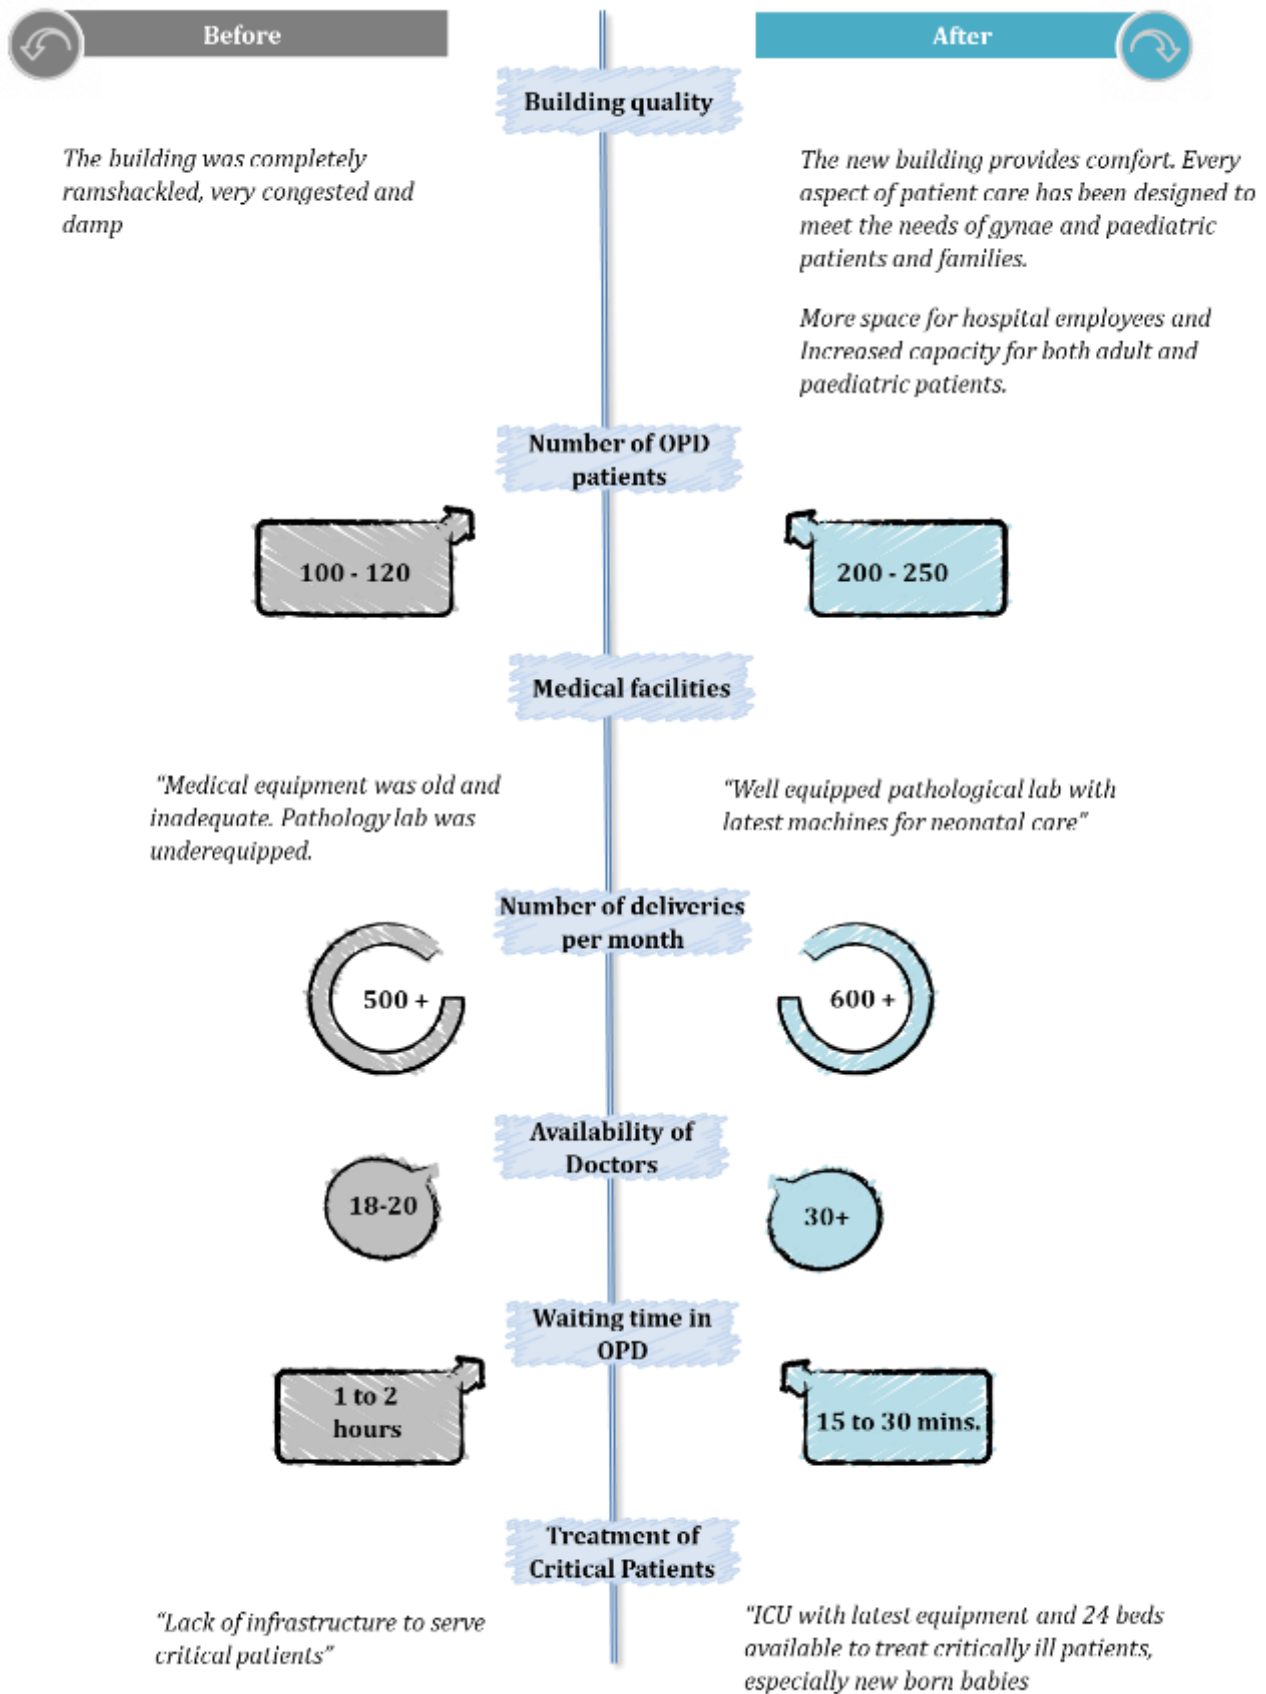 Before
After
Building quality
The building was completely
ramshackled, very congested and
damp
The new building provides comfort. Every
aspect of patient care has been designed to
meet the needs of gynae and paediatric
patients and families.
More space for hospital employees and
Increased capacity for both adult and
paediatric patients.
Number of OPD
patients
100 - 120
200 - 250
Medical facilities
"Medical equipment was old and
inadequate. Pathology lab was
underequipped.
"Well equipped pathological lab with
latest machines for neonatal care"
Number of deliveries
per month
500 +
600 +
Availability of
Doctors
18-20
30+
Waiting time in
OPD
1 to 2
hours
15 to 30 mins.
Treatment of
Critical Patients
"Lack of infrastructure to serve
critical patients"
"ICU with latest equipment and 24 beds
available to treat critically ill patients,
especially new born babies